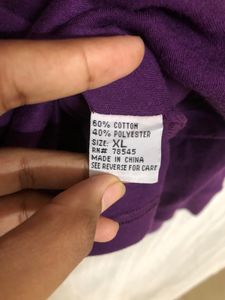 60% COTTON
40% POLYESTER
SIZE: XL
RN# 78545
MADE IN CHINA
SEE REVERSE FOR CARE